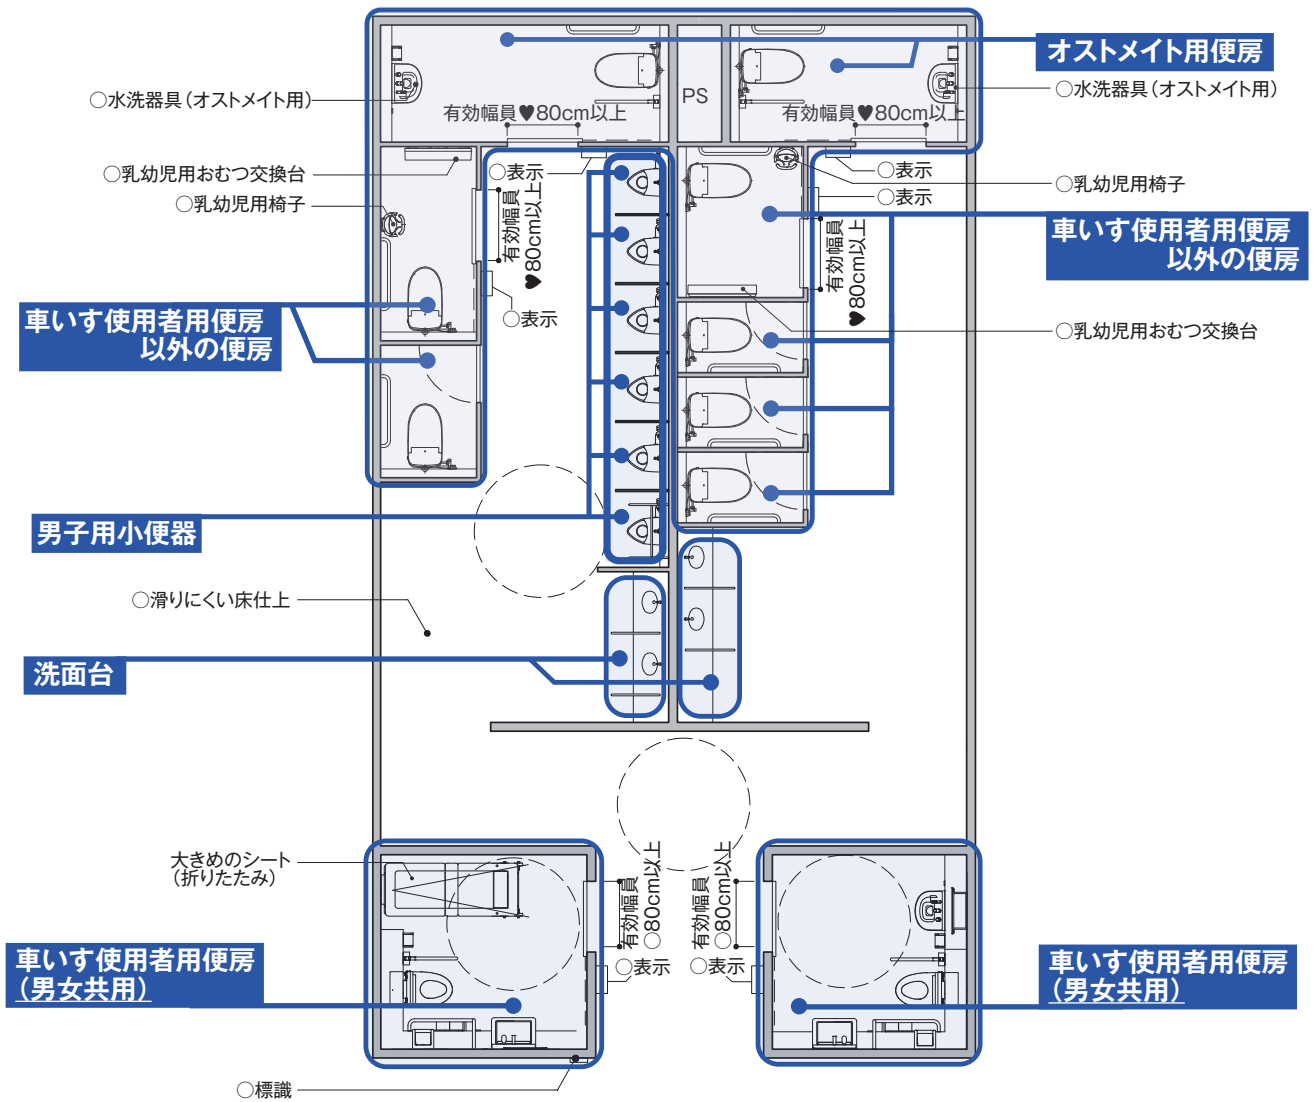 オストメイト用便房
○水洗器具（オストメイト用）
PS
○水洗器具（オストメイト用）
有効幅員♥80cm以上
有効幅員♥80cm以上
○乳幼児用おむつ交換台
○表示
○表示
○乳幼児用椅子
○乳幼児用椅子
○表示
有効幅員
♥80cm以上
有効幅員
♥80cm以上
車いす使用者用便房
以外の便房
○表示
車いす使用者用便房
以外の便房
○乳幼児用おむつ交換台
男子用小便器
○滑りにくい床仕上
洗面台
大きめのシート
（折りたたみ）
有効幅員
○80cm以上
有効幅員
○80cm以上
○表示
○表示
車いす使用者用便房
（男女共用）
車いす使用者用便房
（男女共用）
○標識